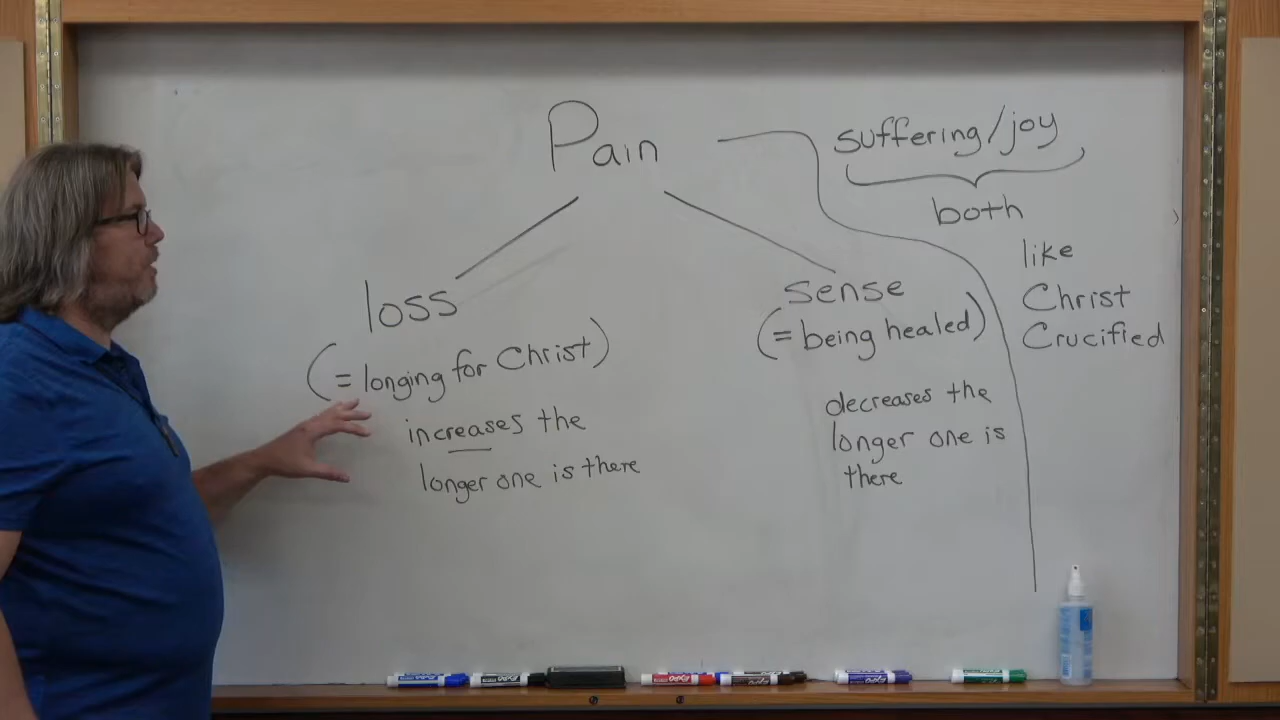 Pain
suffering/joy
both
like
Christ
Crucified
loss
(= longing for Christ)
increases the
longer one is there
sense
(= being healed)
decreases the
longer one is
there